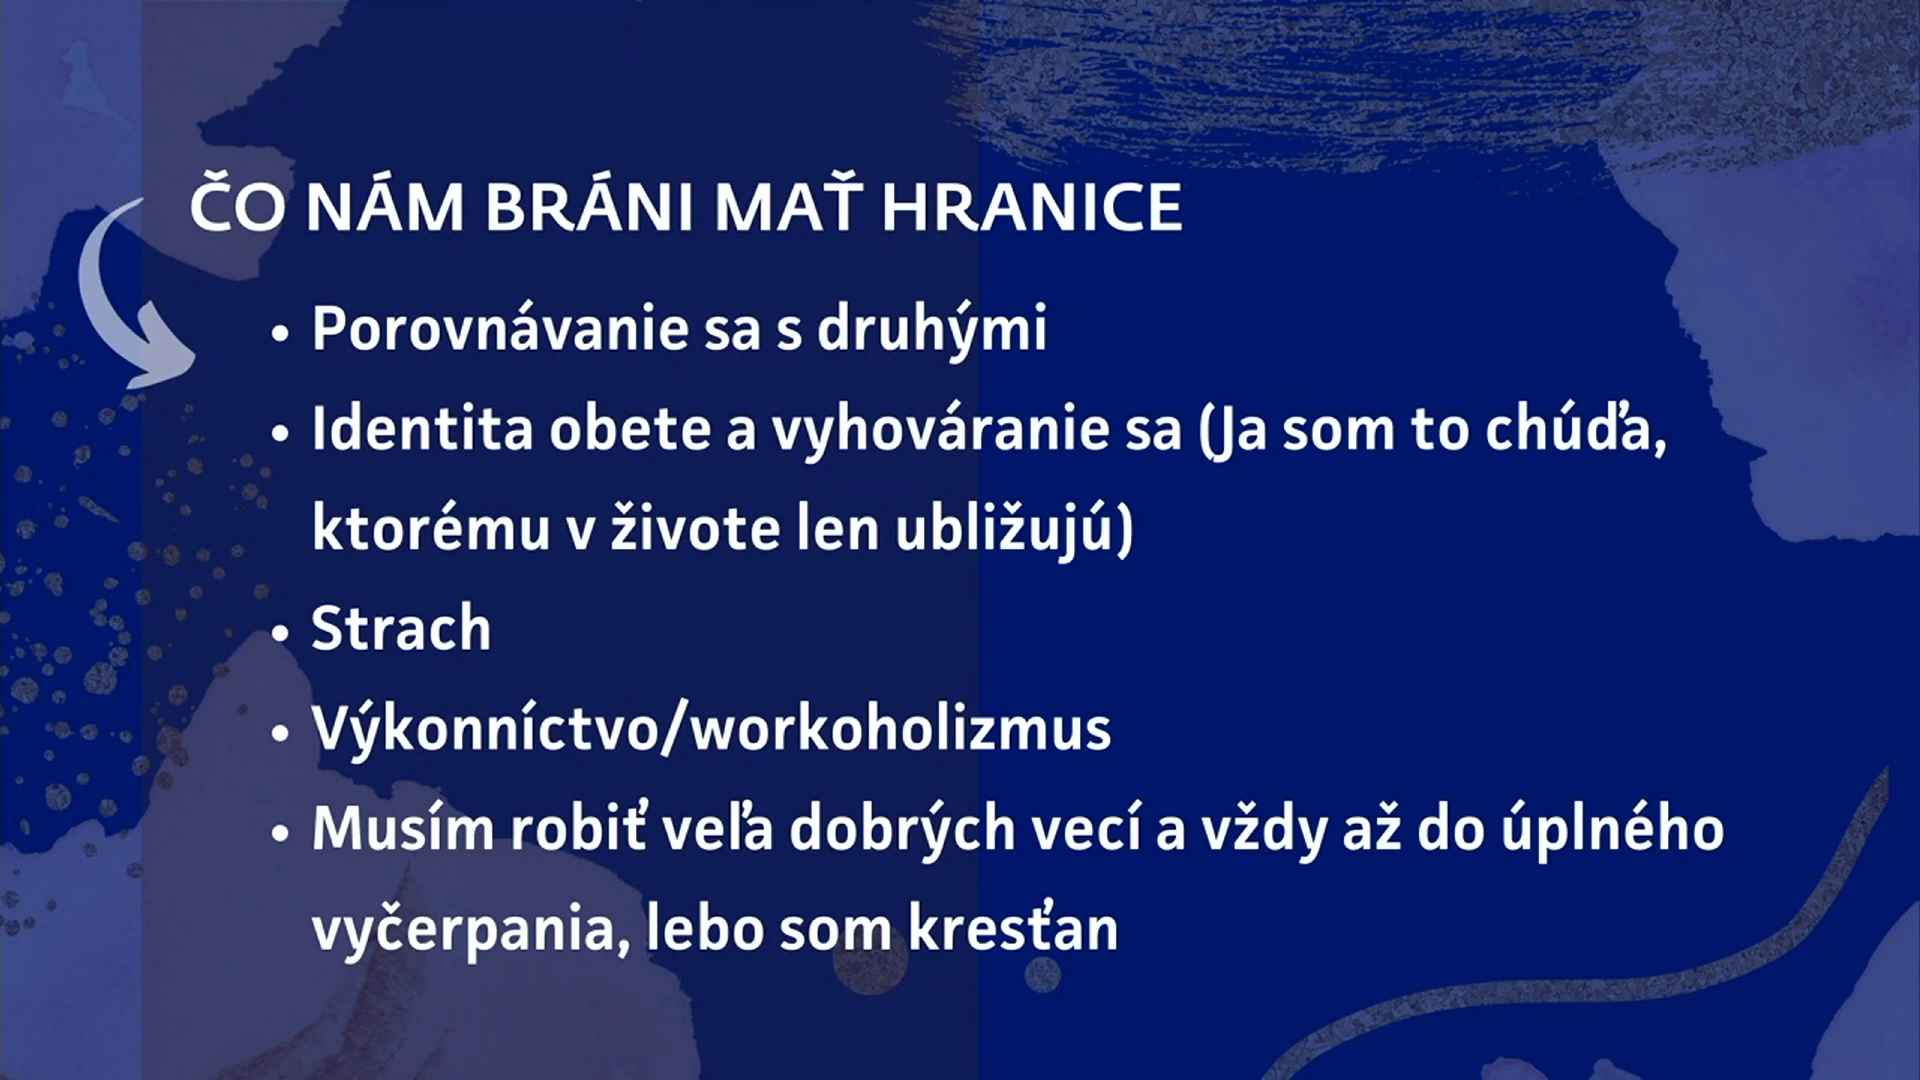 ČO NÁM BRÁNI MAŤ HRANICE
• Porovnávanie sa s druhými
• Identita obete a vyhováranie sa (Ja som to chúďa,
ktorému v živote len ubližujú)
• Strach
• Výkonníctvo/workoholizmus
• Musím robiť veľa dobrých vecí a vždy až do úplného
vyčerpania, lebo som kresťan